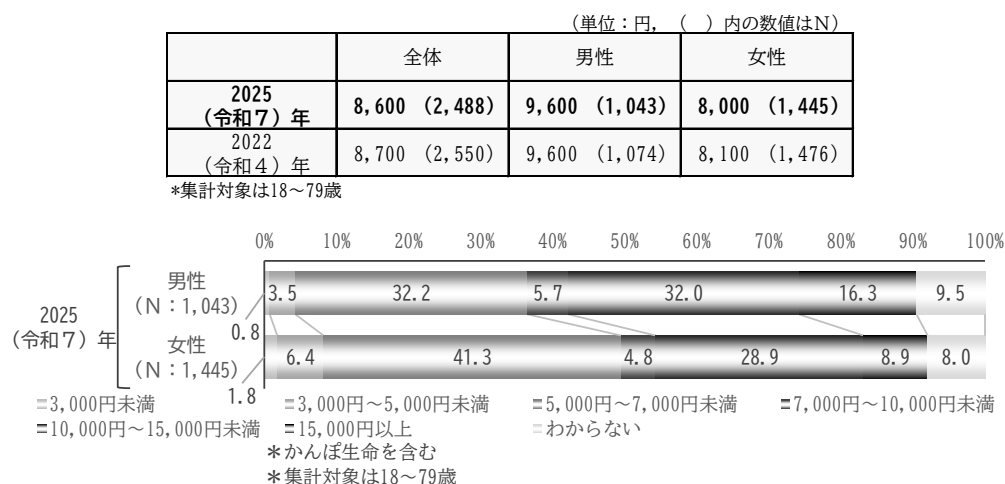 （単位：円，（　）内の数値はＮ）
全体 男性 女性
2025
（令和７）年
8,600 （2,488） 9,600 （1,043） 8,000 （1,445）
2022
（令和４）年
8,700 （2,550） 9,600 （1,074） 8,100 （1,476）
*集計対象は18～79歳
0% 10% 20% 30% 40% 50% 60% 70% 80% 90% 100%
2025
（令和７）年
男性
（Ｎ：1,043）
0.8 3.5 32.2 5.7 32.0 16.3 9.5
女性
（Ｎ：1,445）
1.8 6.4 41.3 4.8 28.9 8.9 8.0
3,000円未満 3,000円～5,000円未満 5,000円～7,000円未満 7,000円～10,000円未満
10,000円～15,000円未満 15,000円以上 わからない
＊かんぽ生命を含む
＊集計対象は18～79歳